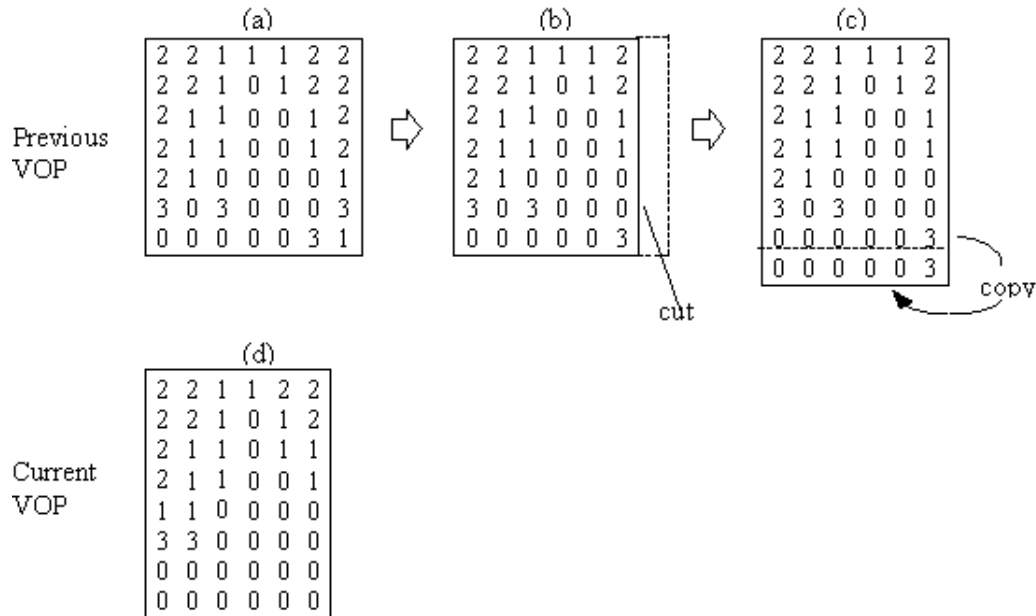 (a)
2 2 1 1 1 2 2
2 2 1 0 1 2 2
2 1 1 0 0 1 2
2 1 1 0 0 1 2
2 1 0 0 0 0 1
3 0 3 0 0 0 3
0 0 0 0 0 3 1
Previous
VOP
(b)
2 2 1 1 1 2
2 2 1 0 1 2
2 1 1 0 0 1
2 1 1 0 0 1
2 1 0 0 0 0
3 0 3 0 0 0
0 0 0 0 0 3
cut
(c)
2 2 1 1 1 2
2 2 1 0 1 2
2 1 1 0 0 1
2 1 1 0 0 1
2 1 0 0 0 0
3 0 3 0 0 0
0 0 0 0 0 3
0 0 0 0 0 3
copy
(d)
2 2 1 1 2 2
2 2 1 0 1 2
2 1 1 0 1 1
2 1 1 0 0 1
1 1 0 0 0 0
3 3 0 0 0 0
0 0 0 0 0 0
0 0 0 0 0 0
Current
VOP